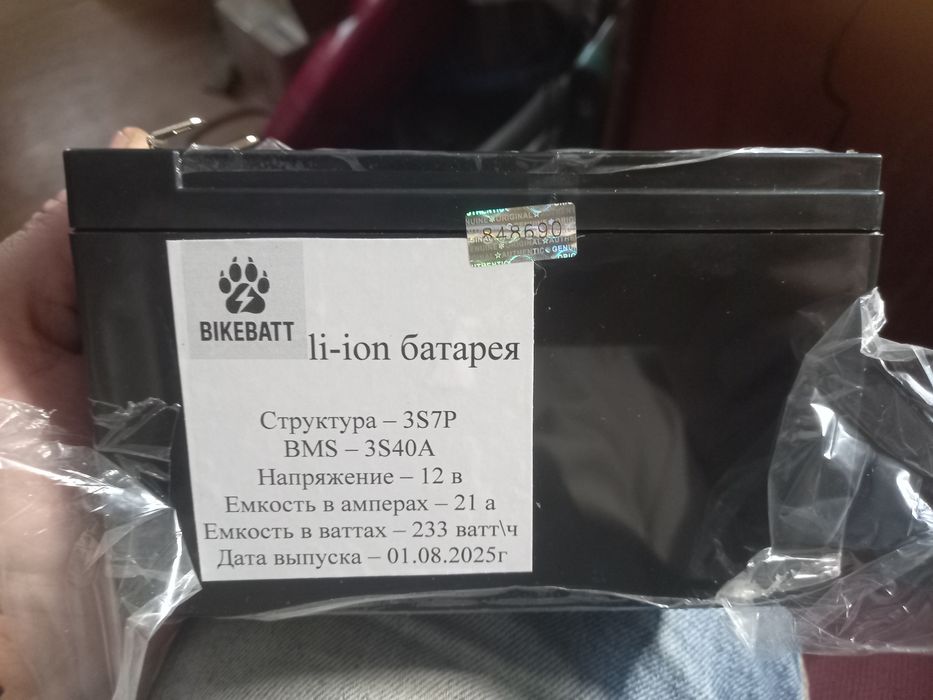 848690
BIKEBATT
li-ion батарея
Структура – 3S7P
BMS – 3S40A
Напряжение – 12 в
Емкость в амперах – 21 а
Емкость в ваттах – 233 ватт\ч
Дата выпуска – 01.08.2025г